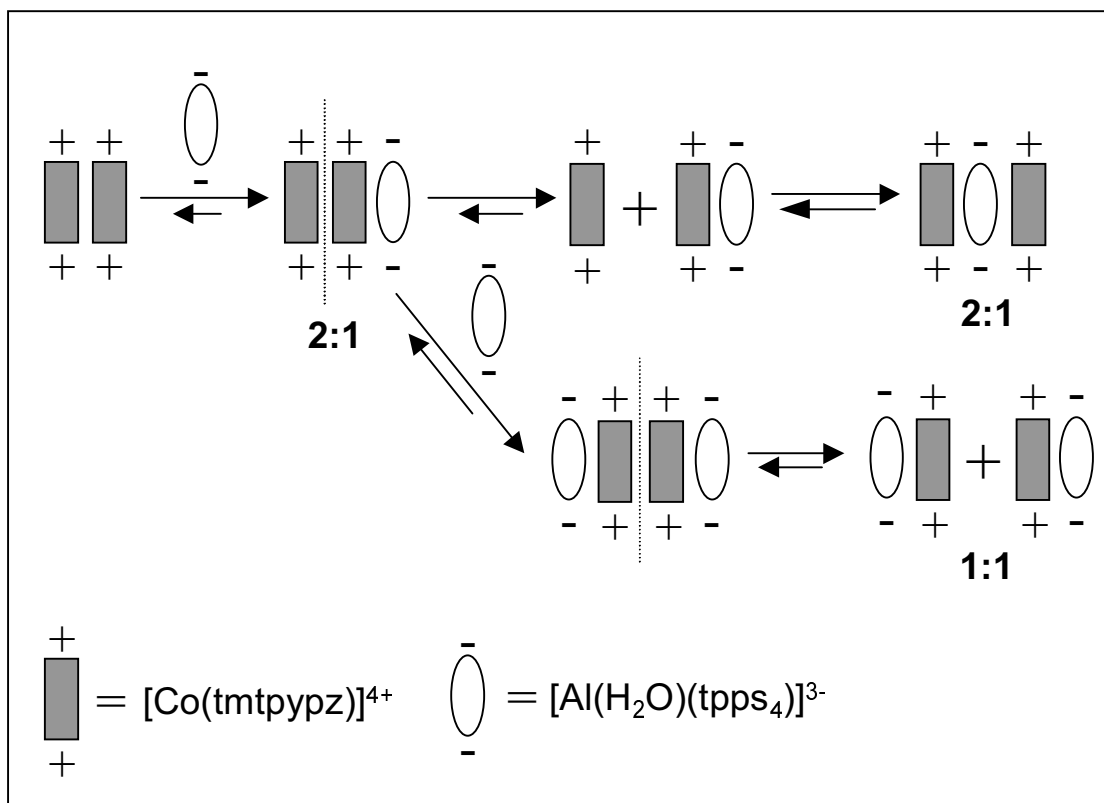 -
+ + + + - + + - + - +
-
+
+ + + + - + + - + - +
-
2:1
2:1
-
- + + - - + + -
+
- + + - - + + -
1:1
+ = [Co(tmtpypz)]4+
+
- = [Al(H2O)(tpps4)]3-
-